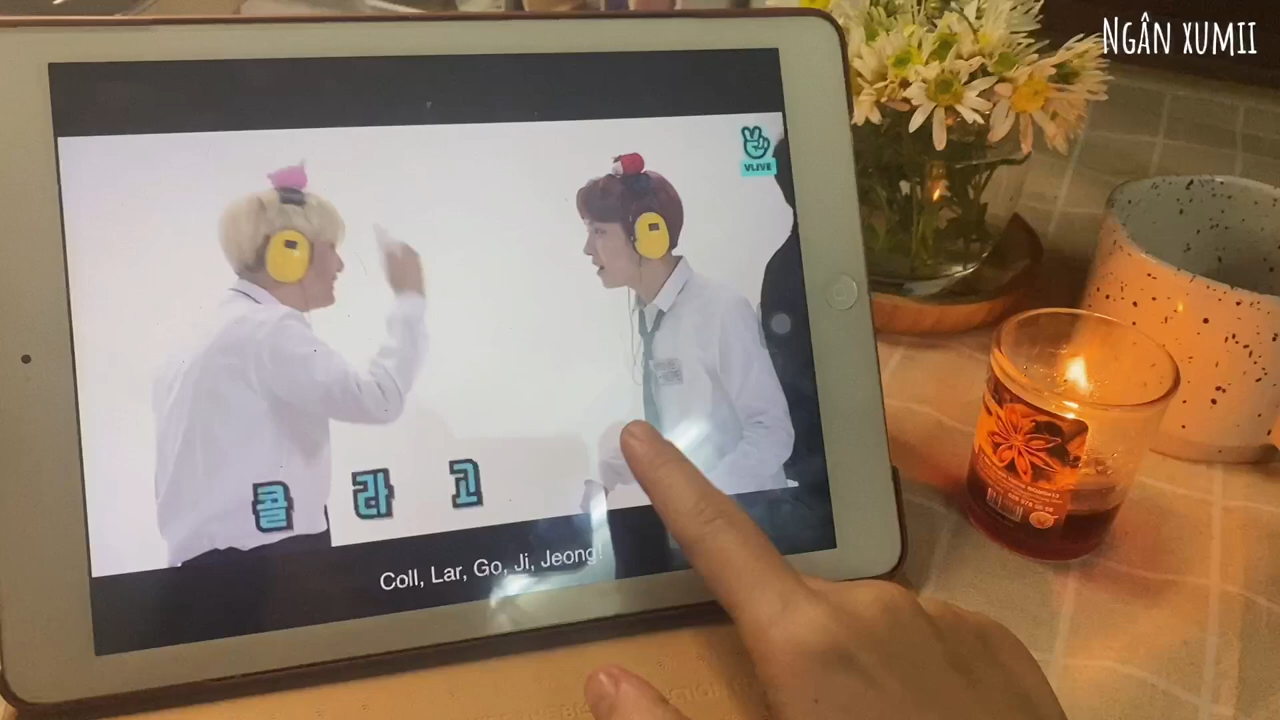 Ngân xumii
VLIVE
콜 라 고
Coll, Lar, Go, Ji, Jeong!